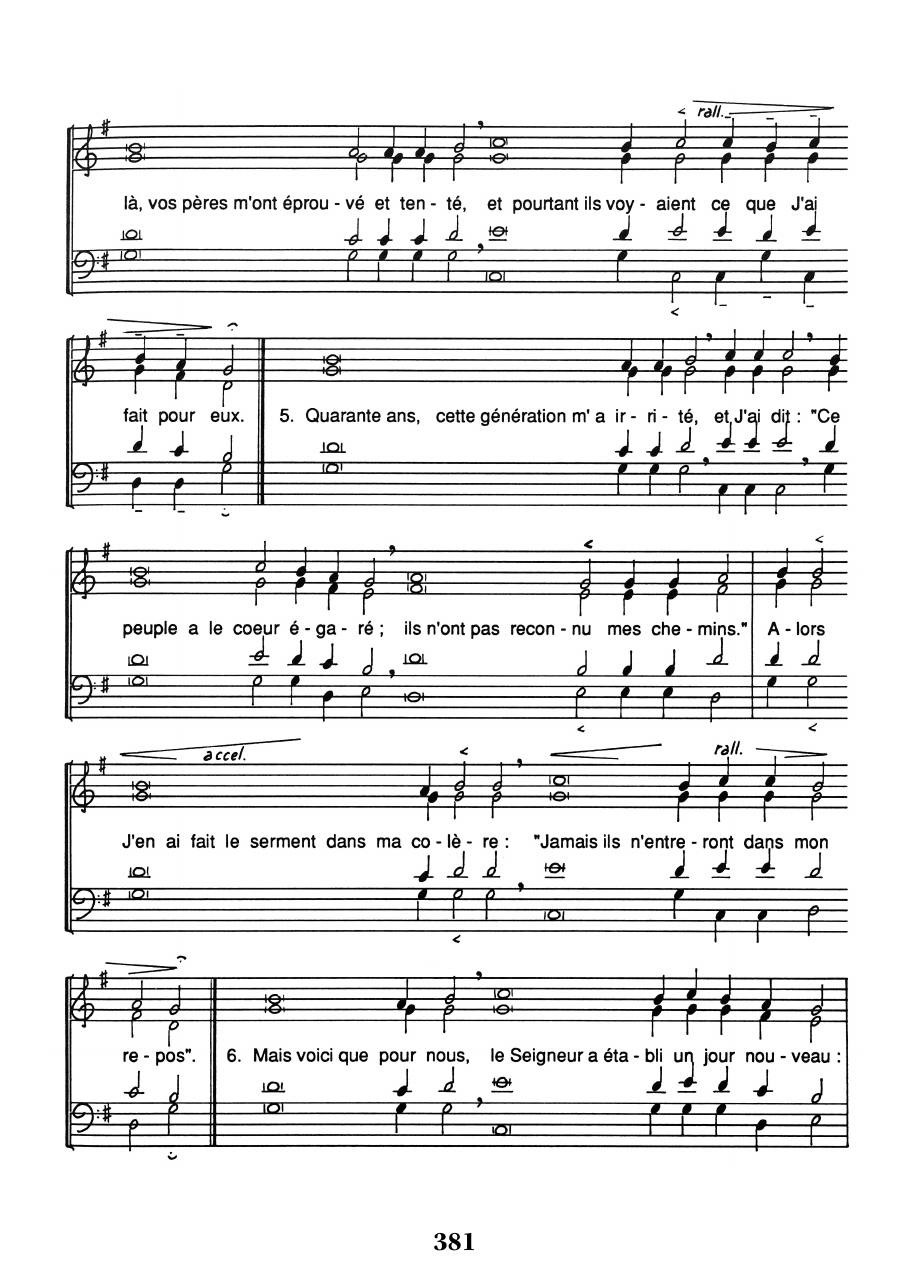 rall.
là, vos pères m'ont éprou - vé et ten - té, et pourtant ils voy - aient ce que J'ai
fait pour eux. 5. Quarante ans, cette génération m' a ir - ri - té, et J'ai dit : "Ce
peuple a le coeur é - ga - ré ; ils n'ont pas recon - nu mes che - mins." A - lors
accel. rall.
J'en ai fait le serment dans ma co - lè - re : "Jamais ils n'entre - ront dans mon
re - pos". 6. Mais voici que pour nous, le Seigneur a éta - bli un jour nou - veau :
381